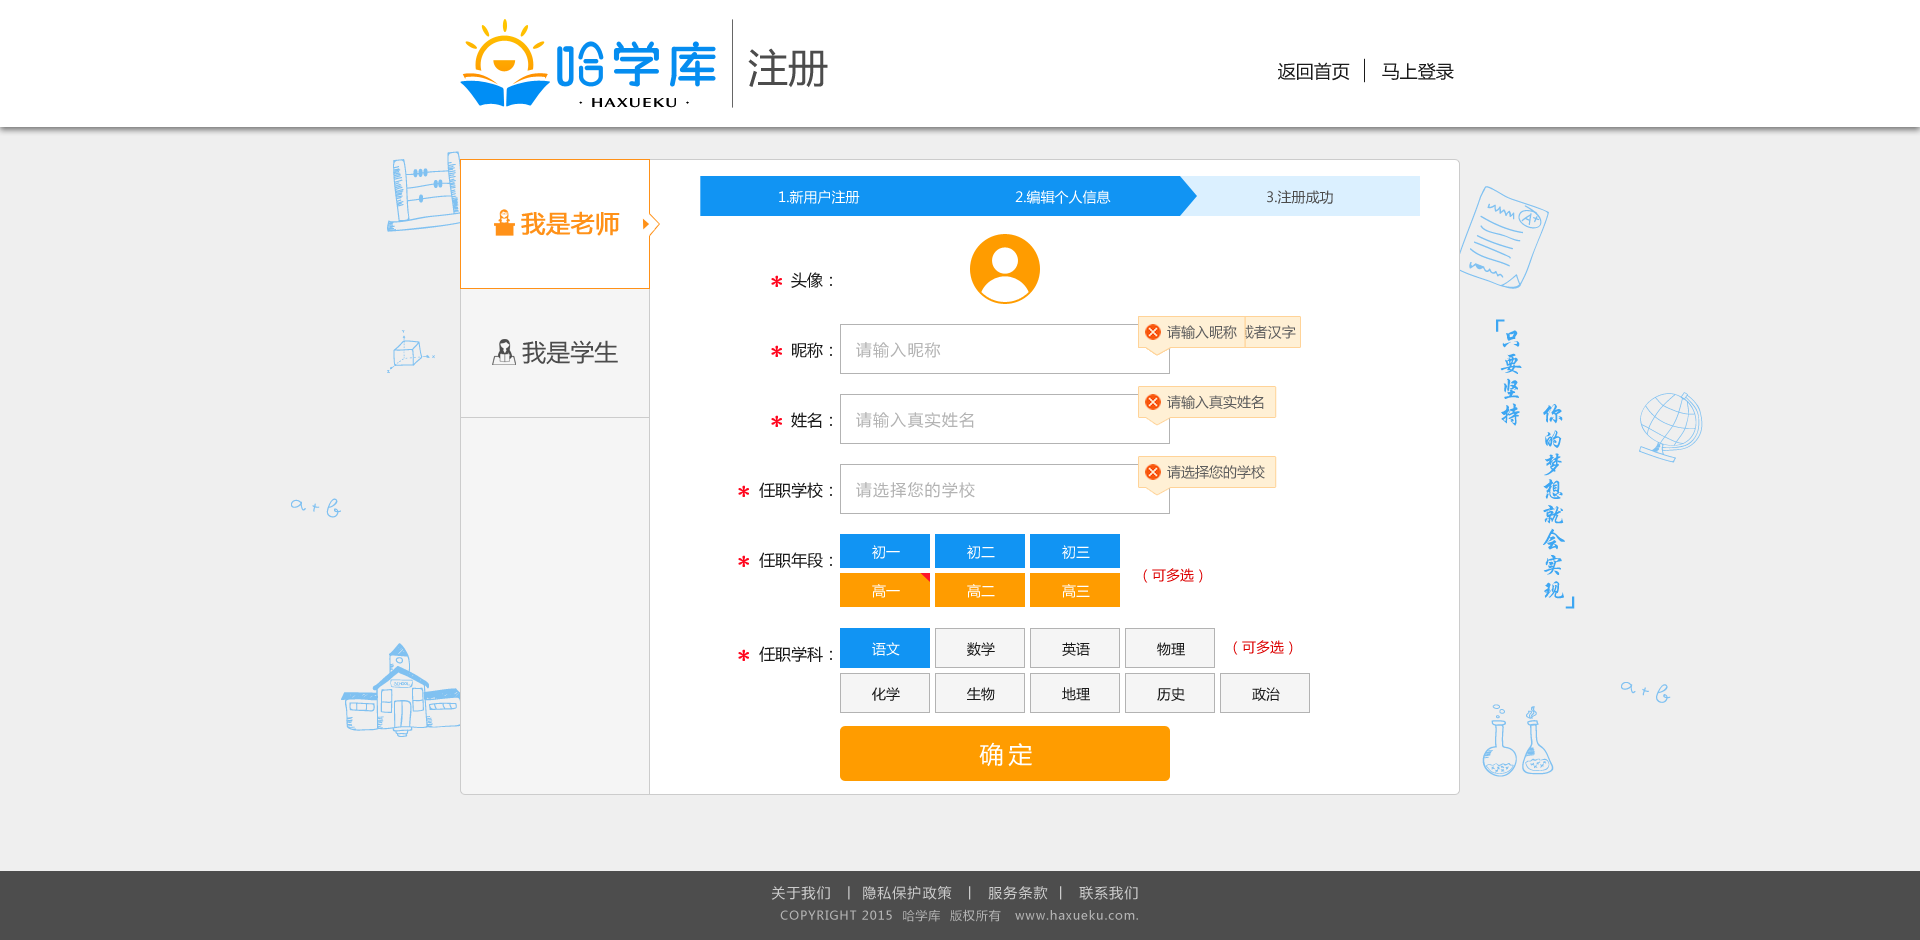 哈学库
· HAXUEKU ·
注册
返回首页 | 马上登录
我是老师
我是学生
1.新用户注册 2.编辑个人信息 3.注册成功
* 头像：
* 昵称： 请输入昵称
请输入昵称 或者汉字
* 姓名： 请输入真实姓名
请输入真实姓名
* 任职学校： 请选择您的学校
请选择您的学校
* 任职年段： 初一 初二 初三
高一 高二 高三
（可多选）
* 任职学科： 语文 数学 英语 物理 （可多选）
化学 生物 地理 历史 政治
确定
A+
「只要坚持
你的梦想就会实现」
a+b
a+b
关于我们 | 隐私保护政策 | 服务条款 | 联系我们
COPYRIGHT 2015 哈学库 版权所有 www.haxueku.com.